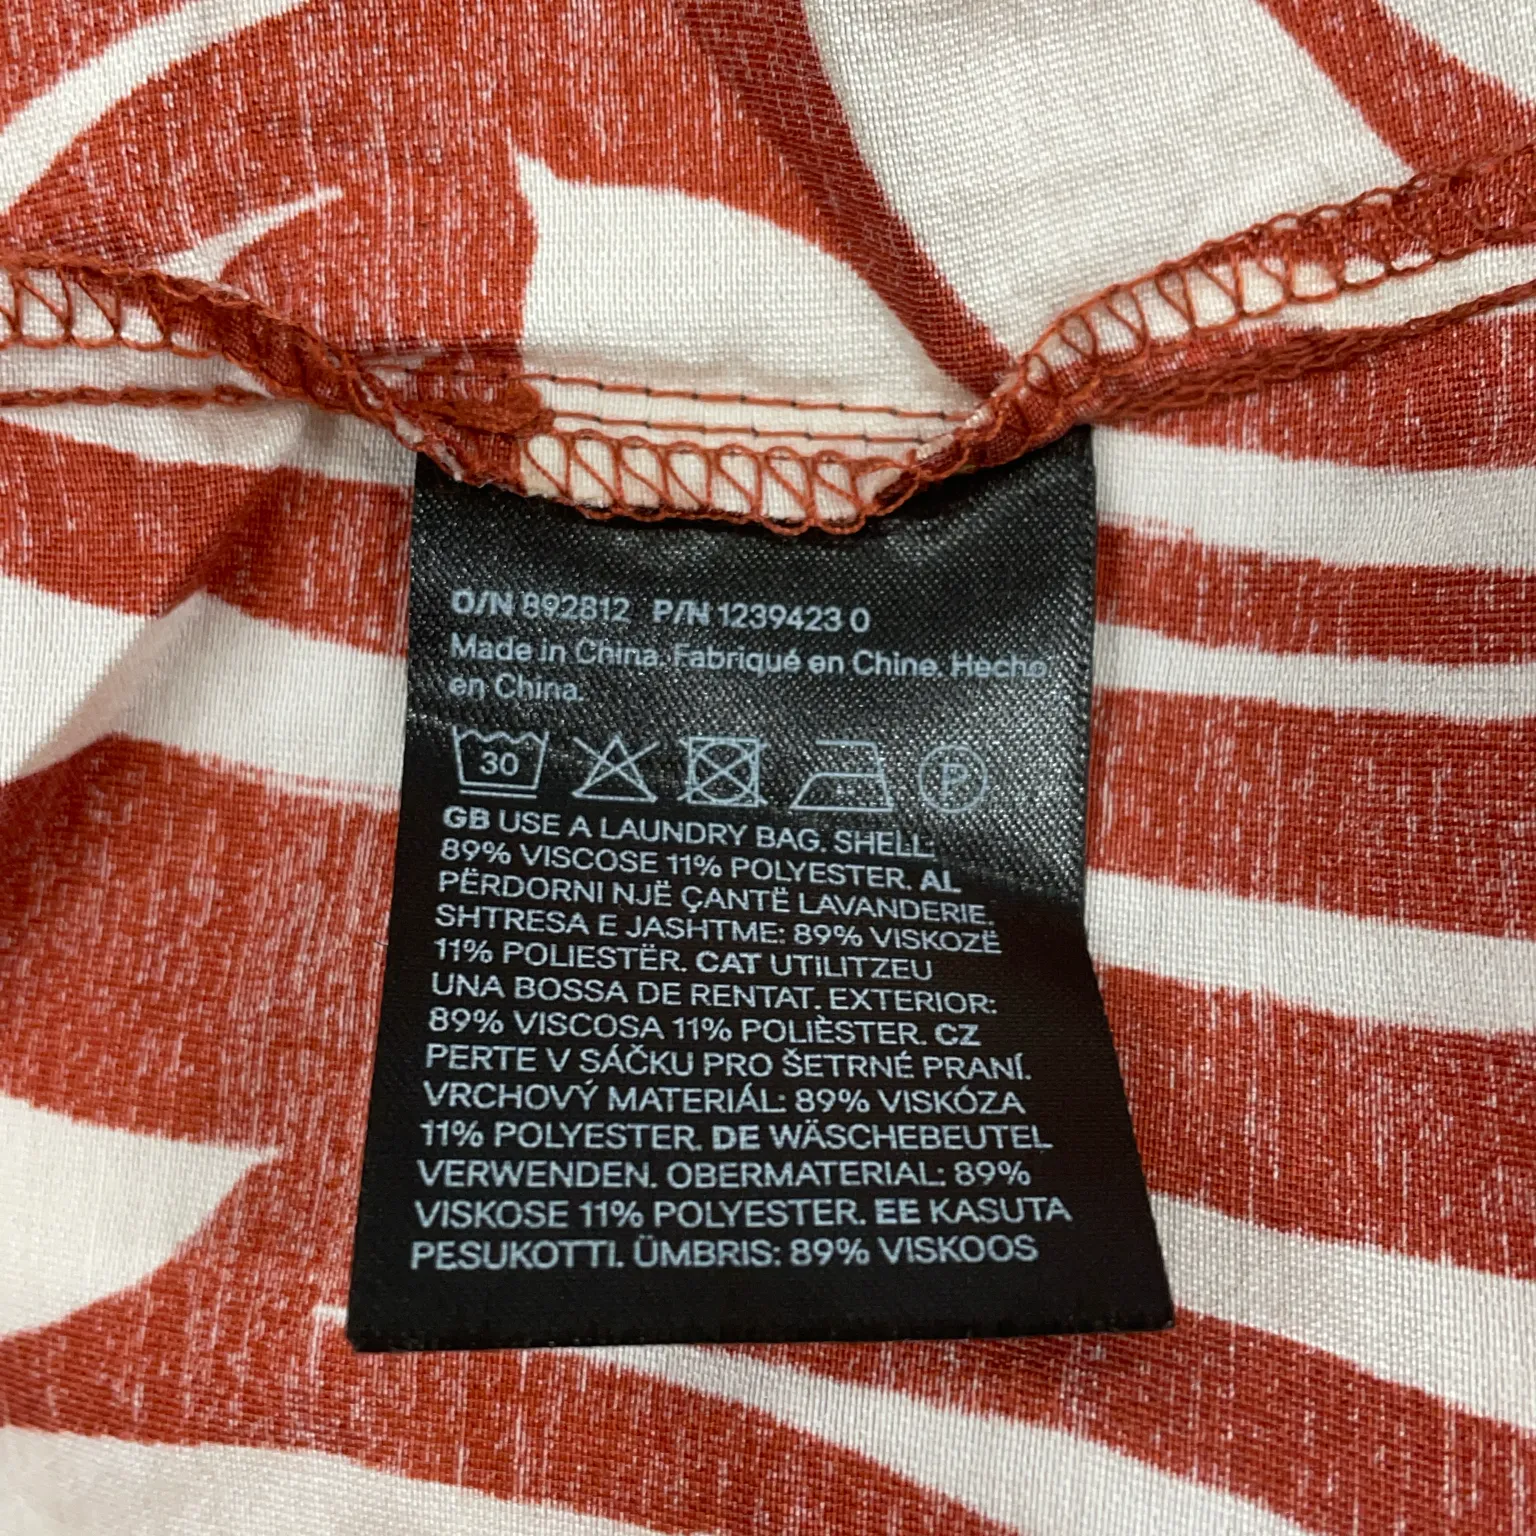 O/N 892812 P/N 1239423 0
Made in China. Fabriqué en Chine. Hecho
en China.
30
P
GB USE A LAUNDRY BAG. SHELL:
89% VISCOSE 11% POLYESTER. AL
PËRDORNI NJË ÇANTË LAVANDERIE.
SHTRESA E JASHTME: 89% VISKOZË
11% POLIESTËR. CAT UTILITZEU
UNA BOSSA DE RENTAT. EXTERIOR:
89% VISCOSA 11% POLIÈSTER. CZ
PERTE V SÁČKU PRO ŠETRNÉ PRANÍ.
VRCHOVÝ MATERIÁL: 89% VISKÓZA
11% POLYESTER. DE WÄSCHEBEUTEL
VERWENDEN. OBERMATERIAL: 89%
VISKOSE 11% POLYESTER. EE KASUTA
PESUKOTTI. ÜMBRIS: 89% VISKOOS